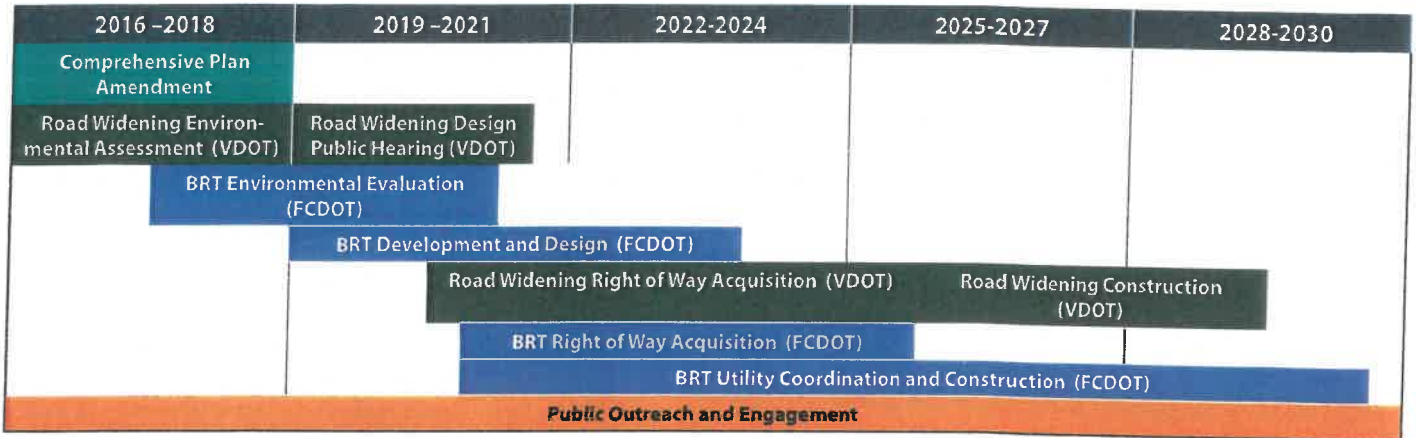 2016 –2018
2019 –2021
2022-2024
2025-2027
2028-2030
Comprehensive Plan
Amendment
Road Widening Environ-
mental Assessment (VDOT)
Road Widening Design
Public Hearing (VDOT)
BRT Environmental Evaluation
(FCDOT)
BRT Development and Design (FCDOT)
Road Widening Right of Way Acquisition (VDOT)
Road Widening Construction
(VDOT)
BRT Right of Way Acquisition (FCDOT)
BRT Utility Coordination and Construction (FCDOT)
Public Outreach and Engagement